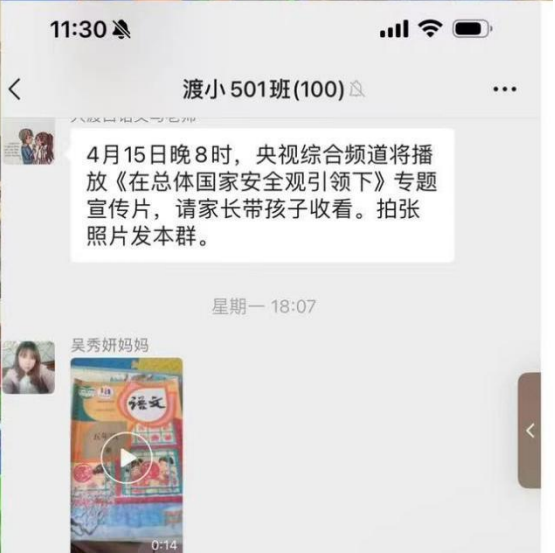 11:30
渡小501班(100)
4月15日晚8时，央视综合频道将播
放《在总体国家安全观引领下》专题
宣传片，请家长带孩子收看。拍张
照片发本群。
星期一 18:07
吴秀妍妈妈
语文
0:14